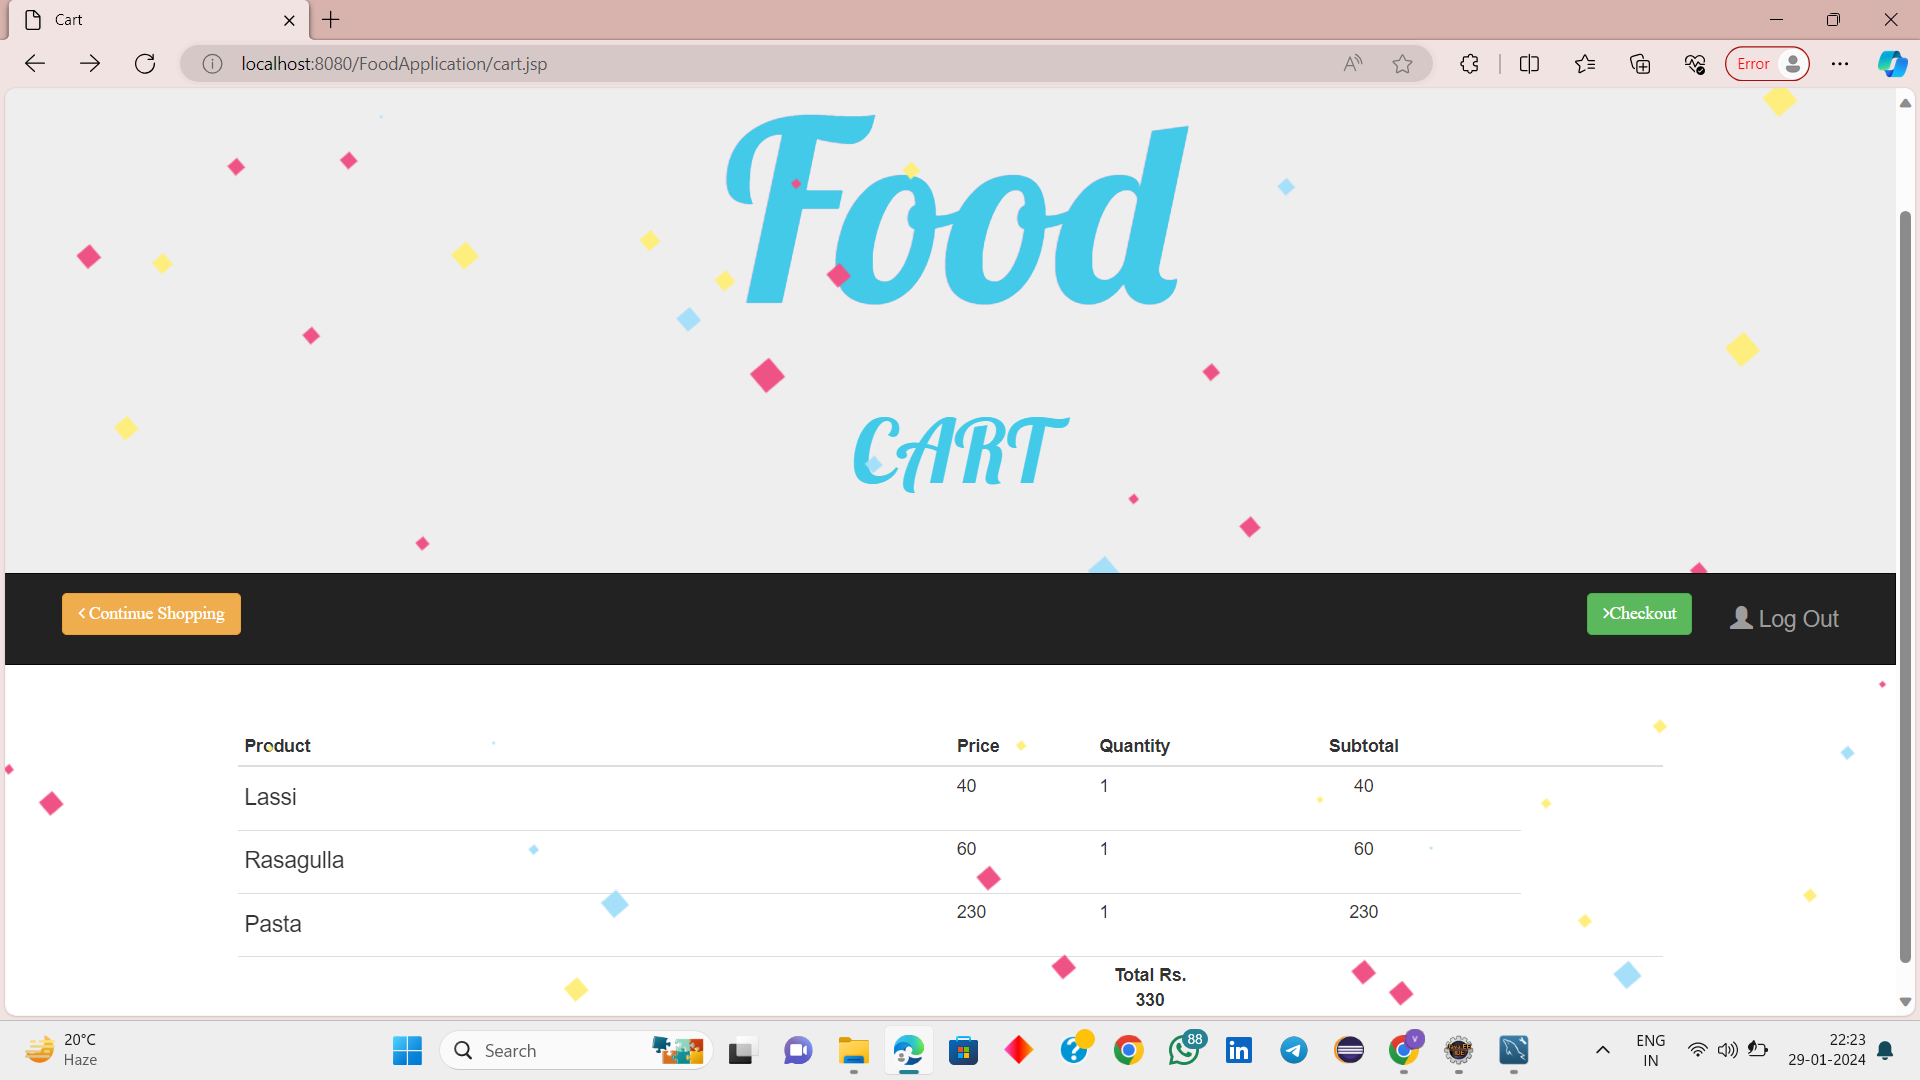 Cart
localhost:8080/FoodApplication/cart.jsp
Error
Food
CART
Continue Shopping
Checkout
Log Out
Product Price Quantity Subtotal
Lassi 40 1 40
Rasagulla 60 1 60
Pasta 230 1 230
Total Rs.
330
20°C
Haze
Search
88
V
ENG
IN
22:23
29-01-2024